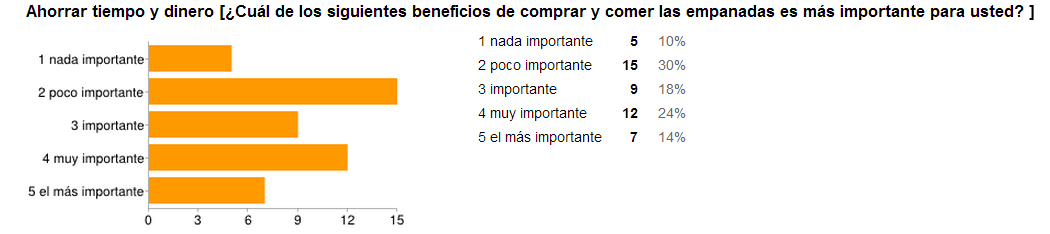 Ahorrar tiempo y dinero [¿Cuál de los siguientes beneficios de comprar y comer las empanadas es más importante para usted? ]
1 nada importante
2 poco importante
3 importante
4 muy importante
5 el más importante
0 3 6 9 12 15
1 nada importante 5 10%
2 poco importante 15 30%
3 importante 9 18%
4 muy importante 12 24%
5 el más importante 7 14%